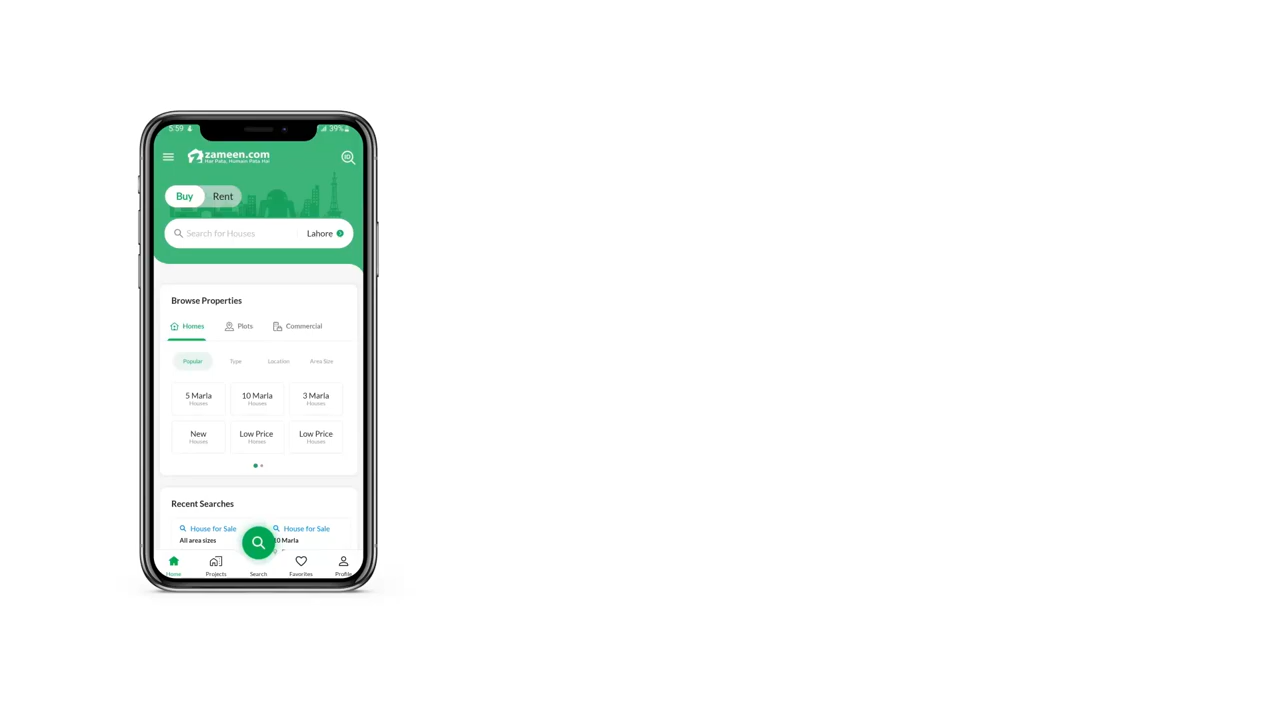 5:59
39%
zameen.com
Har Pata, Humain Pata Hai
ID
Buy
Rent
Search for Houses
Lahore
Browse Properties
Homes
Plots
Commercial
Popular
Type
Location
Area Size
5 Marla
Houses
10 Marla
Houses
3 Marla
Houses
New
Houses
Low Price
Homes
Low Price
Houses
Recent Searches
House for Sale
All area sizes
House for Sale
10 Marla
Home
Projects
Search
Favorites
Profile